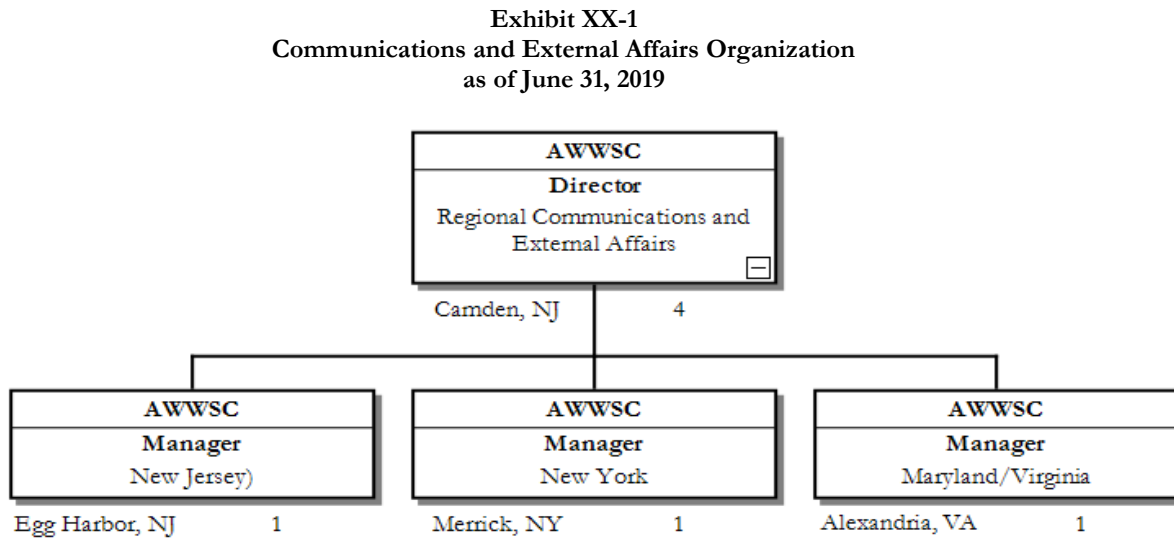 Exhibit XX-1
Communications and External Affairs Organization
as of June 31, 2019
AWWSC
Director
Regional Communications and
External Affairs
Camden, NJ 4
AWWSC
Manager
New Jersey)
Egg Harbor, NJ 1
AWWSC
Manager
New York
Merrick, NY 1
AWWSC
Manager
Maryland/Virginia
Alexandria, VA 1